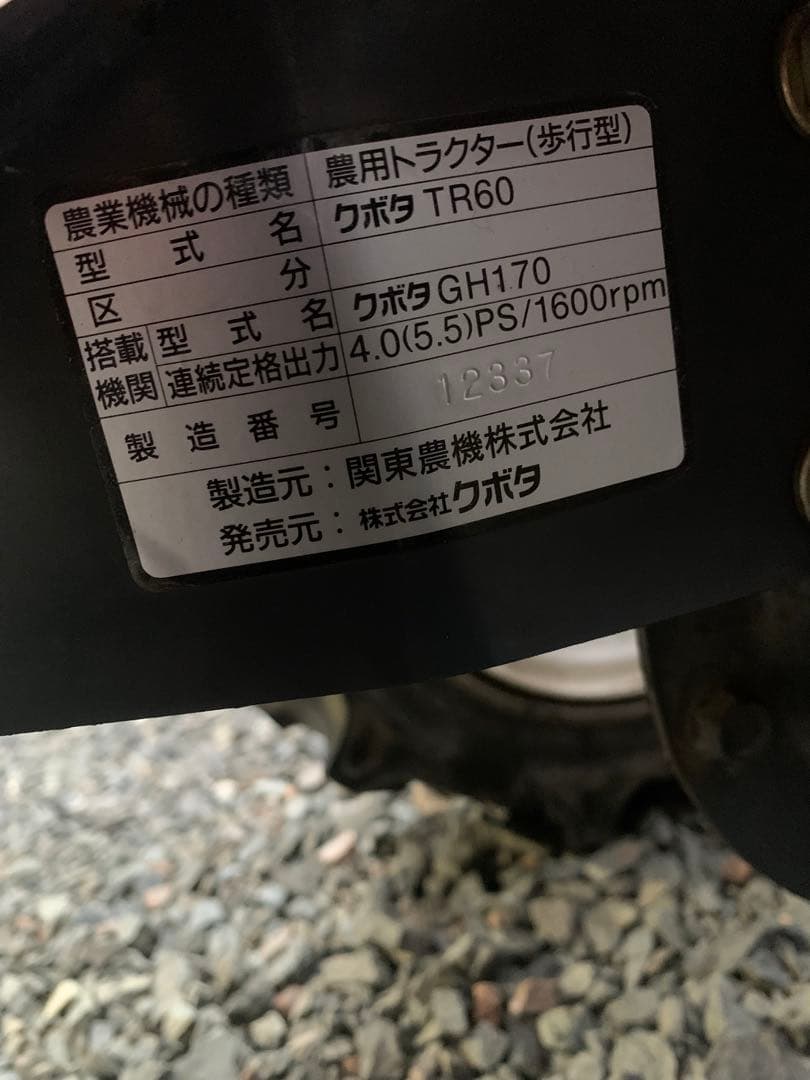 農業機械の種類 農用トラクター(歩行型)
型式名 クボタ TR60
区分
搭載機関 型式名 クボタ GH170
連続定格出力 4.0(5.5)PS/1600rpm
製造番号 12337
製造元：関東農機株式会社
発売元：株式会社クボタ